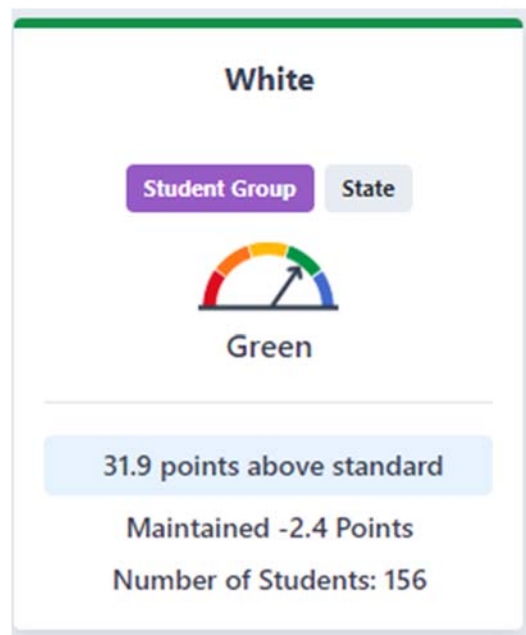 White
Student Group State
Green
31.9 points above standard
Maintained -2.4 Points
Number of Students: 156